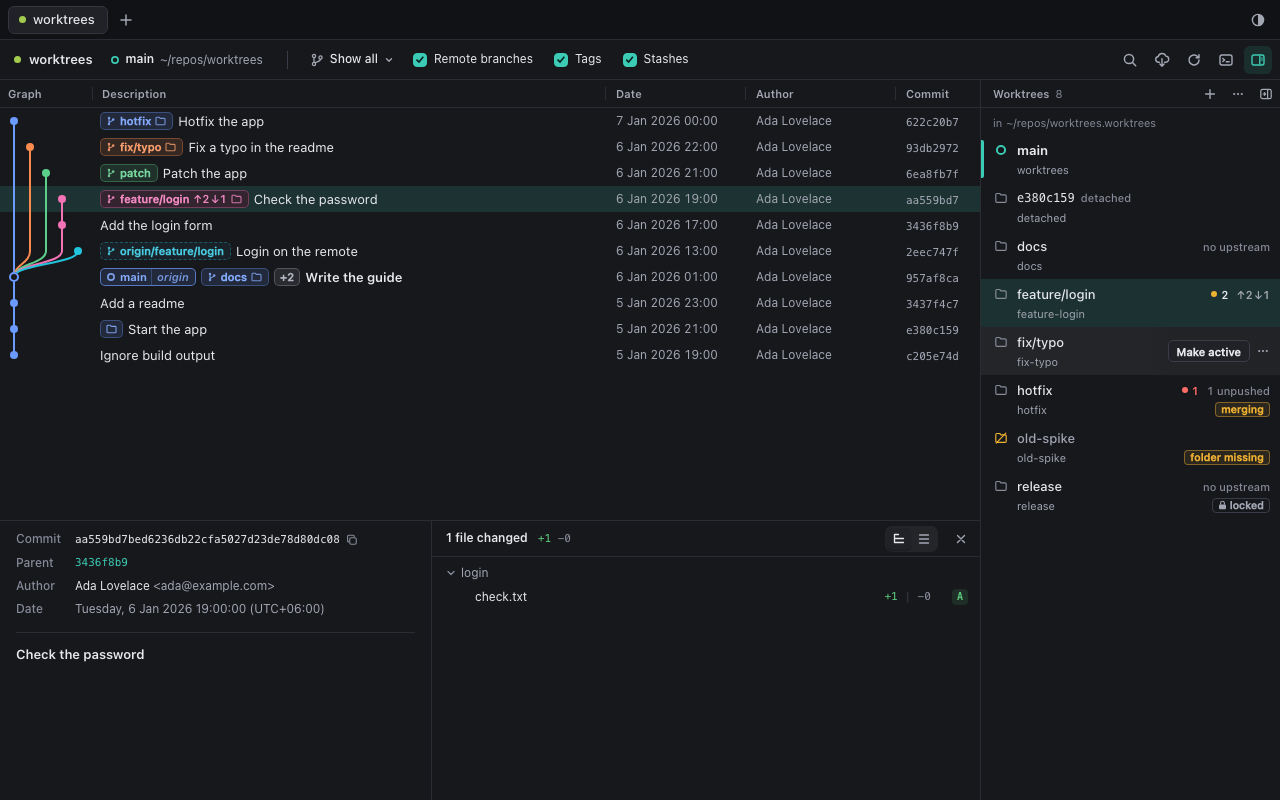 worktrees
worktrees main ~/repos/worktrees Show all Remote branches Tags Stashes
Graph Description Date Author Commit
hotfix Hotfix the app 7 Jan 2026 00:00 Ada Lovelace 622c20b7
fix/typo Fix a typo in the readme 6 Jan 2026 22:00 Ada Lovelace 93db2972
patch Patch the app 6 Jan 2026 21:00 Ada Lovelace 6ea8fb7f
feature/login ↑2↓1 Check the password 6 Jan 2026 19:00 Ada Lovelace aa559bd7
Add the login form 6 Jan 2026 17:00 Ada Lovelace 3436f8b9
origin/feature/login Login on the remote 6 Jan 2026 13:00 Ada Lovelace 2eec747f
main origin docs +2 Write the guide 6 Jan 2026 01:00 Ada Lovelace 957af8ca
Add a readme 5 Jan 2026 23:00 Ada Lovelace 3437f4c7
Start the app 5 Jan 2026 21:00 Ada Lovelace e380c159
Ignore build output 5 Jan 2026 19:00 Ada Lovelace c205e74d
Worktrees 8
in ~/repos/worktrees.worktrees
main
worktrees
e380c159 detached
detached
docs no upstream
docs
feature/login 2 ↑2↓1
feature-login
fix/typo Make active
fix-typo
hotfix 1 1 unpushed
hotfix merging
old-spike
old-spike folder missing
release no upstream
release locked
Commit aa559bd7bed6236db22cfa5027d23de78d80dc08
Parent 3436f8b9
Author Ada Lovelace <ada@example.com>
Date Tuesday, 6 Jan 2026 19:00:00 (UTC+06:00)
Check the password
1 file changed +1 −0
login
check.txt +1 −0 A